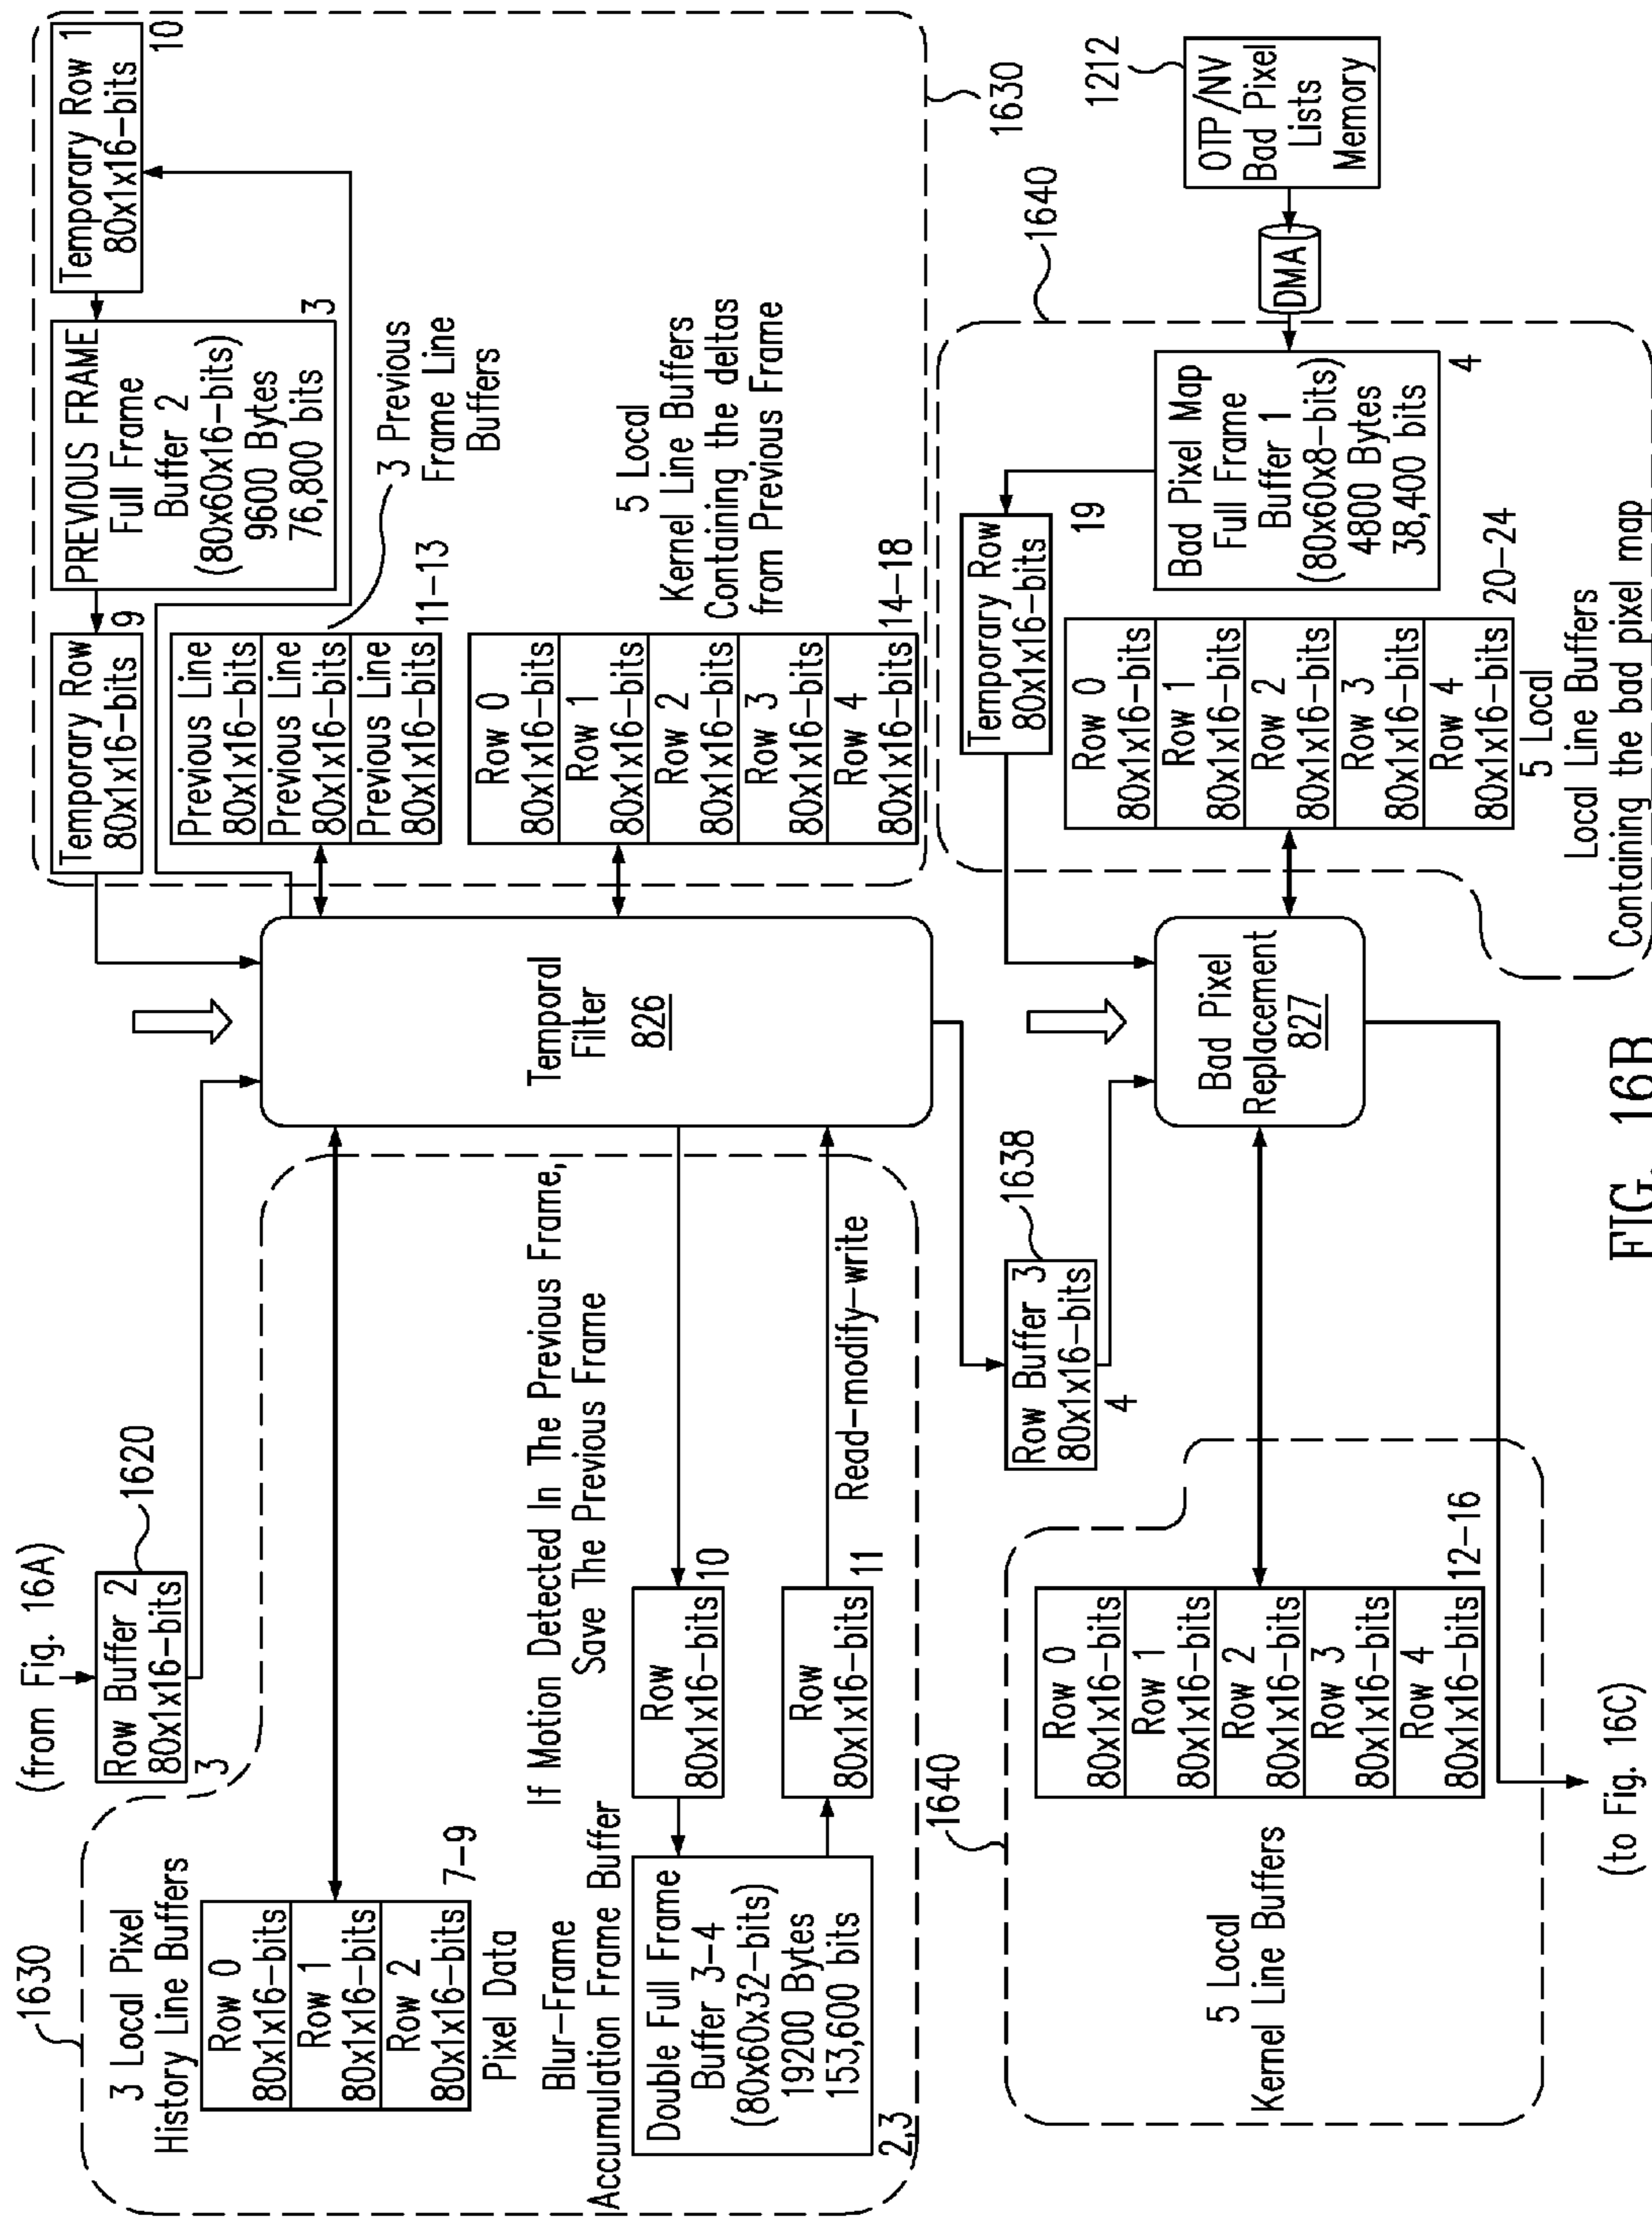 (from Fig. 16A)
Row Buffer 2
80x1x16-bits
3
1620
1630
3 Local Pixel
History Line Buffers
Row 0
80x1x16-bits
Row 1
80x1x16-bits
Row 2
80x1x16-bits
7-9
Pixel Data
If Motion Detected In The Previous Frame,
Save The Previous Frame
Blur-Frame
Accumulation Frame Buffer
Double Full Frame
Buffer 3-4
(80x60x32-bits)
19200 Bytes
153,600 bits
2,3
Row
80x1x16-bits
10
Row
80x1x16-bits
11
Read-modify-write
Temporal
Filter
826
Temporary Row
80x1x16-bits
9
PREVIOUS FRAME
Full Frame
Buffer 2
(80x60x16-bits)
9600 Bytes
76,800 bits
3
Temporary Row 1
80x1x16-bits
10
Previous Line
80x1x16-bits
Previous Line
80x1x16-bits
Previous Line
80x1x16-bits
11-13
3 Previous
Frame Line
Buffers
Row 0
80x1x16-bits
Row 1
80x1x16-bits
Row 2
80x1x16-bits
Row 3
80x1x16-bits
Row 4
80x1x16-bits
14-18
5 Local
Kernel Line Buffers
Containing the deltas
from Previous Frame
1630
Row Buffer 3
80x1x16-bits
4
1638
1640
5 Local
Kernel Line Buffers
Row 0
80x1x16-bits
Row 1
80x1x16-bits
Row 2
80x1x16-bits
Row 3
80x1x16-bits
Row 4
80x1x16-bits
12-16
Bad Pixel
Replacement
827
Temporary Row
80x1x16-bits
19
Row 0
80x1x16-bits
Row 1
80x1x16-bits
Row 2
80x1x16-bits
Row 3
80x1x16-bits
Row 4
80x1x16-bits
20-24
5 Local
Local Line Buffers
Containing the bad pixel map
Bad Pixel Map
Full Frame
Buffer 1
(80x60x8-bits)
4800 Bytes
38,400 bits
4
1640
DMA
OTP/NV
Bad Pixel
Lists
Memory
1212
(to Fig. 16C)
FIG. 16B